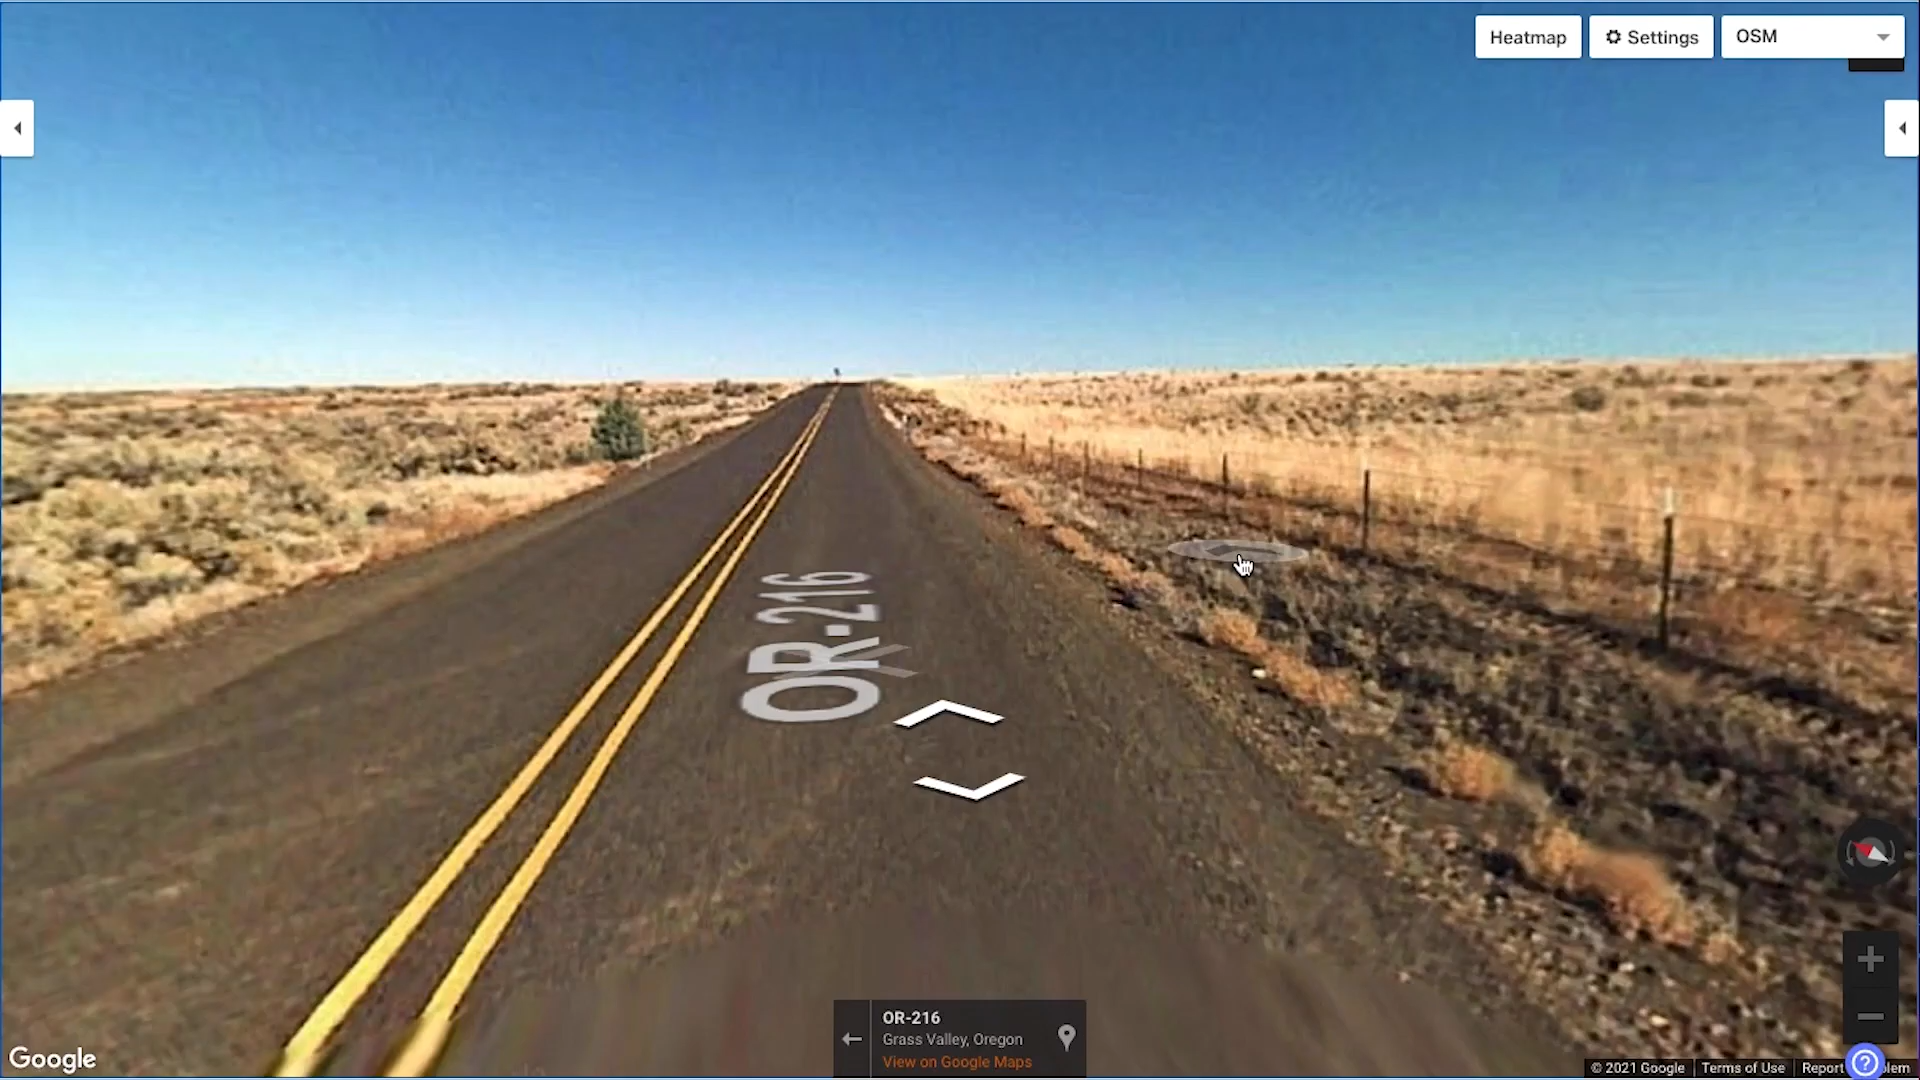 Heatmap
Settings
OSM
OR-216
OR-216
Grass Valley, Oregon
View on Google Maps
Google
© 2021 Google
Terms of Use
Report
lem
?